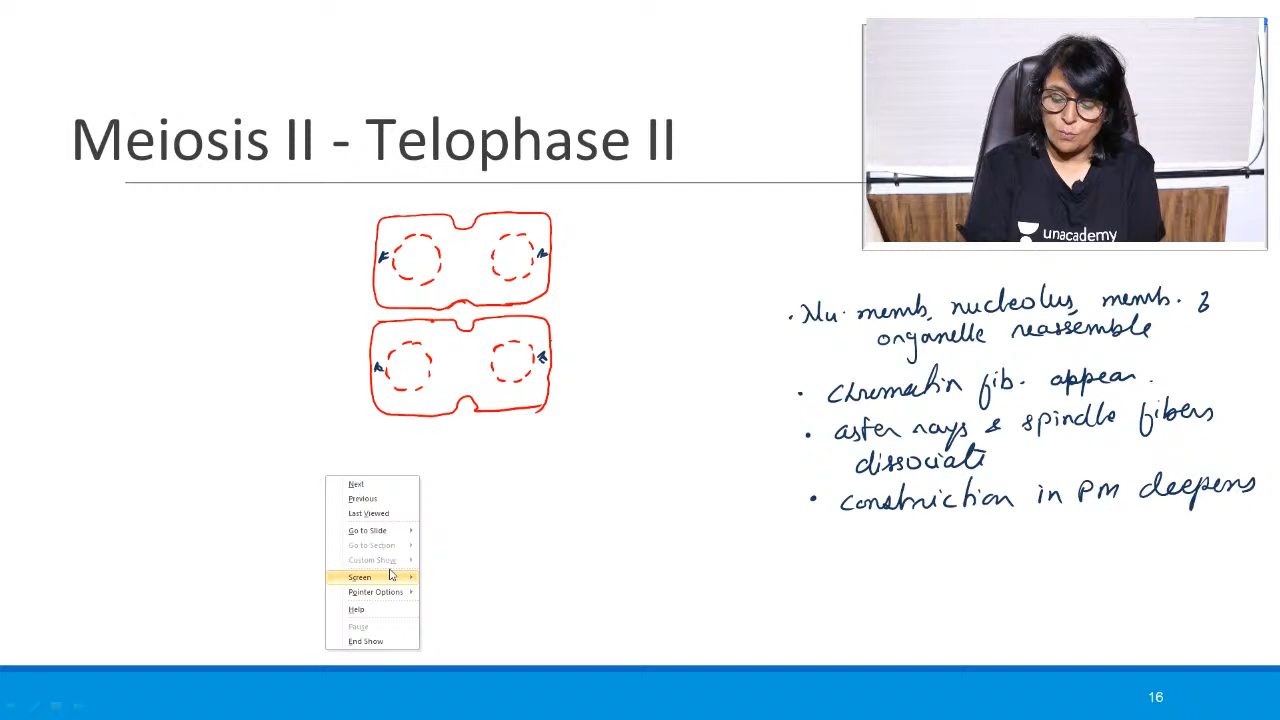 Meiosis II - Telophase II
unacademy
· Nu. memb, nucleolus, memb. &
organelle reassemble
· chromatin fib. appear.
· aster rays & spindle fibers
dissociate
· constriction in PM deepens
Next
Previous
Last Viewed
Go to Slide
Go to Section
Custom Show
Screen
Pointer Options
Help
Pause
End Show
16